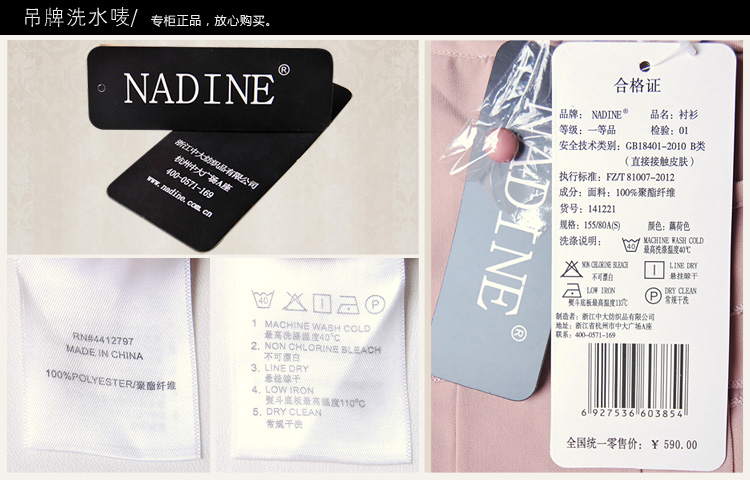 吊牌洗水唛/ 专柜正品，放心购买。
NADINE®
浙江中大纺织品有限公司
杭州中大广场A座
400-0571-169
www.nadine.com.cn
RN#4412797
MADE IN CHINA
100%POLYESTER/聚酯纤维
40 P
1 MACHINE WASH COLD
最高洗涤温度40℃
2. NON CHLORINE BLEACH
不可漂白
3. LINE DRY
悬挂晾干
4. LOW IRON
熨斗底板最高温度110℃
5. DRY CLEAN
常规干洗
NADINE®
NADINE
合格证
品牌： NADINE® 品名：衬衫
等级：一等品 检验：01
安全技术类别：GB18401-2010 B类
（直接接触皮肤）
执行标准：FZ/T 81007-2012
成分：面料：100%聚酯纤维
货号：141221
规格：155/80A(S) 颜色：藕荷色
洗涤说明： 40 MACHINE WASH COLD
最高洗涤温度40℃
NON CHLORINE BLEACH
不可漂白
LINE DRY
悬挂晾干
LOW IRON
熨斗底板最高温度110℃
P DRY CLEAN
常规干洗
制造者：浙江中大纺织品有限公司
地址：浙江省杭州市中大广场A座
联系：400-0571-169
6 927536 603854
全国统一零售价：￥ 590.00